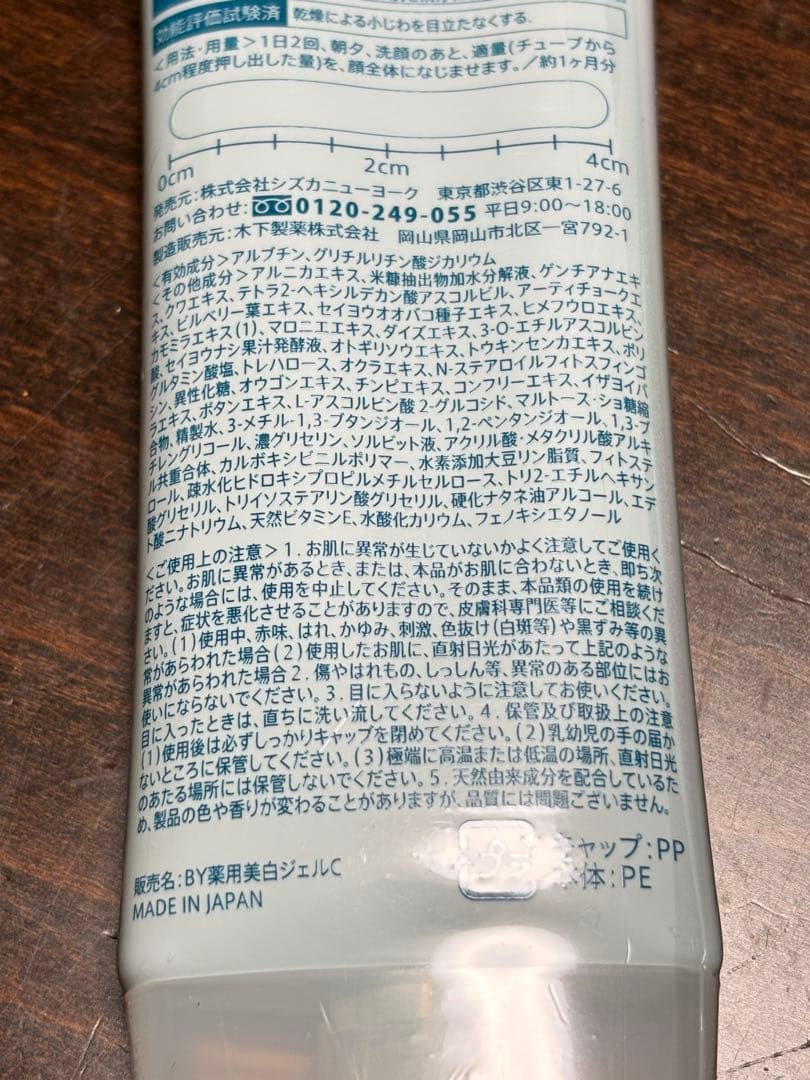 効能評価試験済 乾燥による小じわを目立たなくする.
<用法・用量>1日2回、朝夕、洗顔のあと、適量(チューブから
4cm程度押し出した量)を、顔全体になじませます。/約1ヶ月分
0cm 2cm 4cm
発売元:株式会社シズカニューヨーク 東京都渋谷区東1-27-6
お問い合わせ:0120-249-055 平日9:00~18:00
製造販売元:木下製薬株式会社 岡山県岡山市北区一宮792-1
<有効成分>アルブチン、グリチルリチン酸ジカリウム
<その他成分>アルニカエキス、米糠抽出物加水分解液、ゲンチアナエキ
ス、クワエキス、テトラ2-ヘキシルデカン酸アスコルビル、アーティチョークエ
キス、ビルベリー葉エキス、セイヨウオオバコ種子エキス、ヒメフウロエキス、
カモミラエキス(1)、マロニエエキス、ダイズエキス、3-O-エチルアスコルビン
酸、セイヨウナシ果汁発酵液、オトギリソウエキス、トウキンセンカエキス、ポリ
グルタミン酸塩、トレハロース、オクラエキス、N-ステアロイルフィトスフィンゴ
シン、異性化糖、オウゴンエキス、チンピエキス、コンフリーエキス、イザヨイバ
ラエキス、ボタンエキス、L-アスコルビン酸 2-グルコシド、マルトース・ショ糖縮
合物、精製水、3-メチル-1,3-ブタンジオール、1,2-ペンタンジオール、1,3-ブ
チレングリコール、濃グリセリン、ソルビット液、アクリル酸・メタクリル酸アルキ
ル共重合体、カルボキシビニルポリマー、水素添加大豆リン脂質、フィトステ
ロール、疎水化ヒドロキシプロピルメチルセルロース、トリ2-エチルヘキサン
酸グリセリル、トリイソステアリン酸グリセリル、硬化ナタネ油アルコール、エデ
ト酸ニナトリウム、天然ビタミンE、水酸化カリウム、フェノキシエタノール
<ご使用上の注意>1.お肌に異常が生じていないかよく注意してご使用く
ださい。お肌に異常があるとき、または、本品がお肌に合わないとき、即ち次
のような場合には、使用を中止してください。そのまま、本品類の使用を続け
ますと、症状を悪化させることがありますので、皮膚科専門医等にご相談くだ
さい。(1)使用中、赤味、はれ、かゆみ、刺激、色抜け(白斑等)や黒ずみ等の異
常があらわれた場合(2)使用したお肌に、直射日光があたって上記のような
異常があらわれた場合2.傷やはれもの、しっしん等、異常のある部位にはお
使いにならないでください。3.目に入らないように注意してお使いください。
目に入ったときは、直ちに洗い流してください。4.保管及び取扱上の注意
(1)使用後は必ずしっかりキャップを閉めてください。(2)乳幼児の手の届か
ないところに保管してください。(3)極端に高温または低温の場所、直射日光
のあたる場所には保管しないでください。5.天然由来成分を配合しているた
め、製品の色や香りが変わることがありますが、品質には問題ございません。
プラ キャップ:PP
本体:PE
販売名:BY薬用美白ジェルC
MADE IN JAPAN